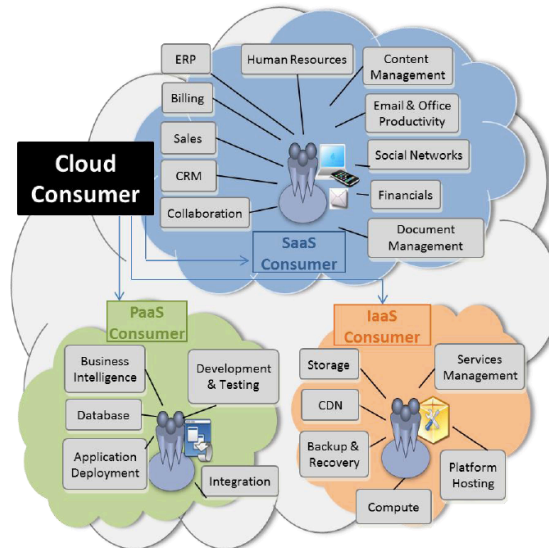 ERP
Human Resources
Content
Management
Billing
Email & Office
Productivity
Sales
Social Networks
Cloud
Consumer
CRM
Financials
Collaboration
Document
Management
SaaS
Consumer
PaaS
Consumer
Business
Intelligence
Development
& Testing
Database
Application
Deployment
Integration
IaaS
Consumer
Storage
Services
Management
CDN
Backup &
Recovery
Platform
Hosting
Compute